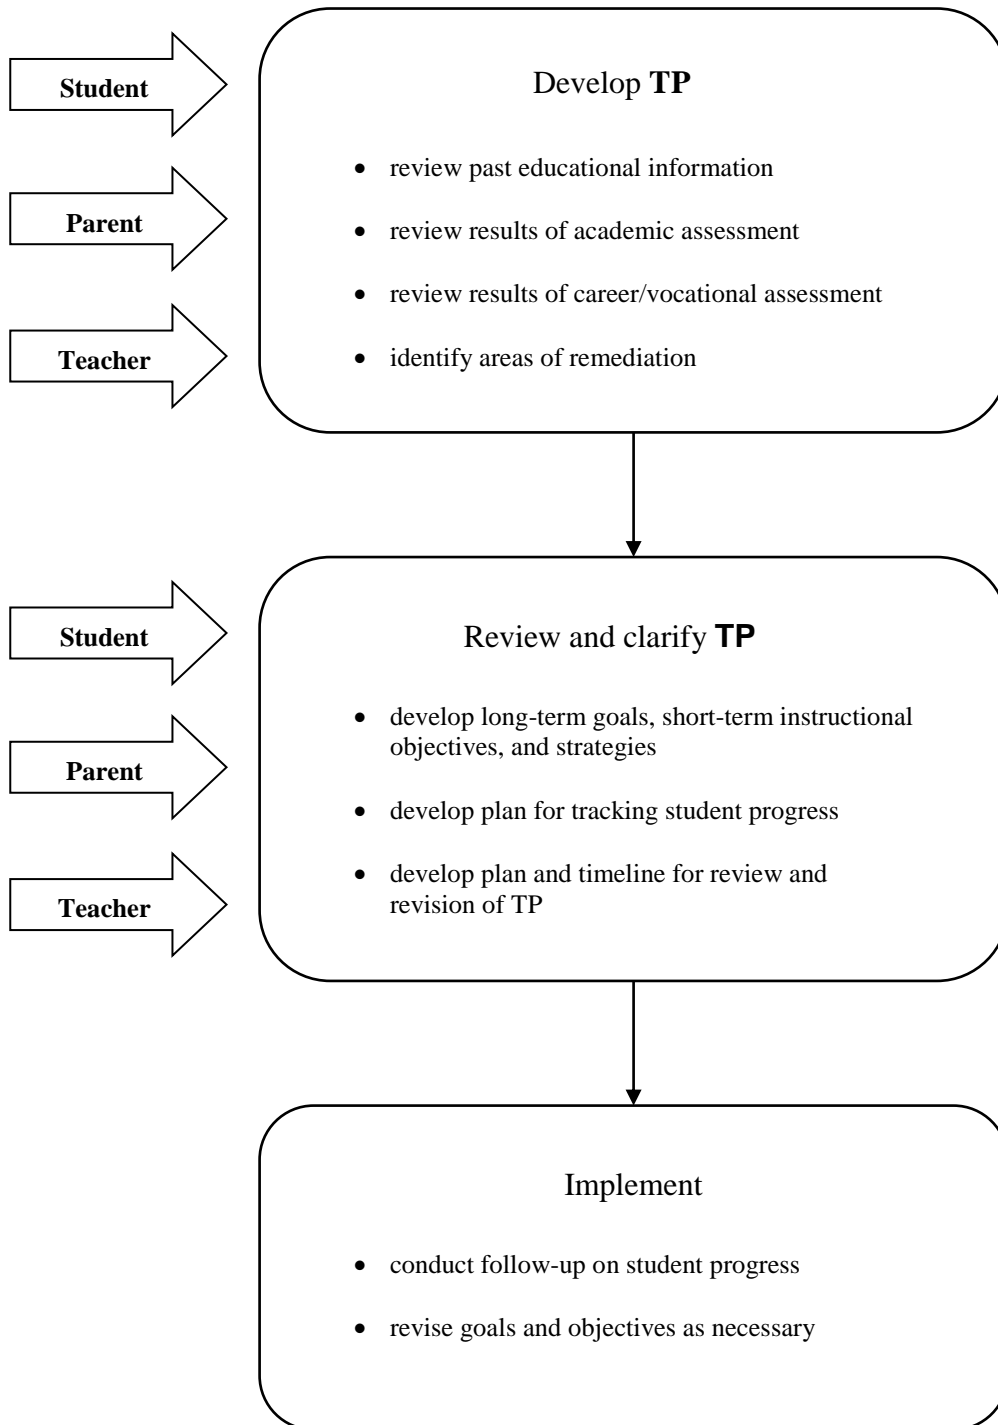 Student
Parent
Teacher
Develop TP
• review past educational information
• review results of academic assessment
• review results of career/vocational assessment
• identify areas of remediation
Student
Parent
Teacher
Review and clarify TP
• develop long-term goals, short-term instructional
objectives, and strategies
• develop plan for tracking student progress
• develop plan and timeline for review and
revision of TP
Implement
• conduct follow-up on student progress
• revise goals and objectives as necessary